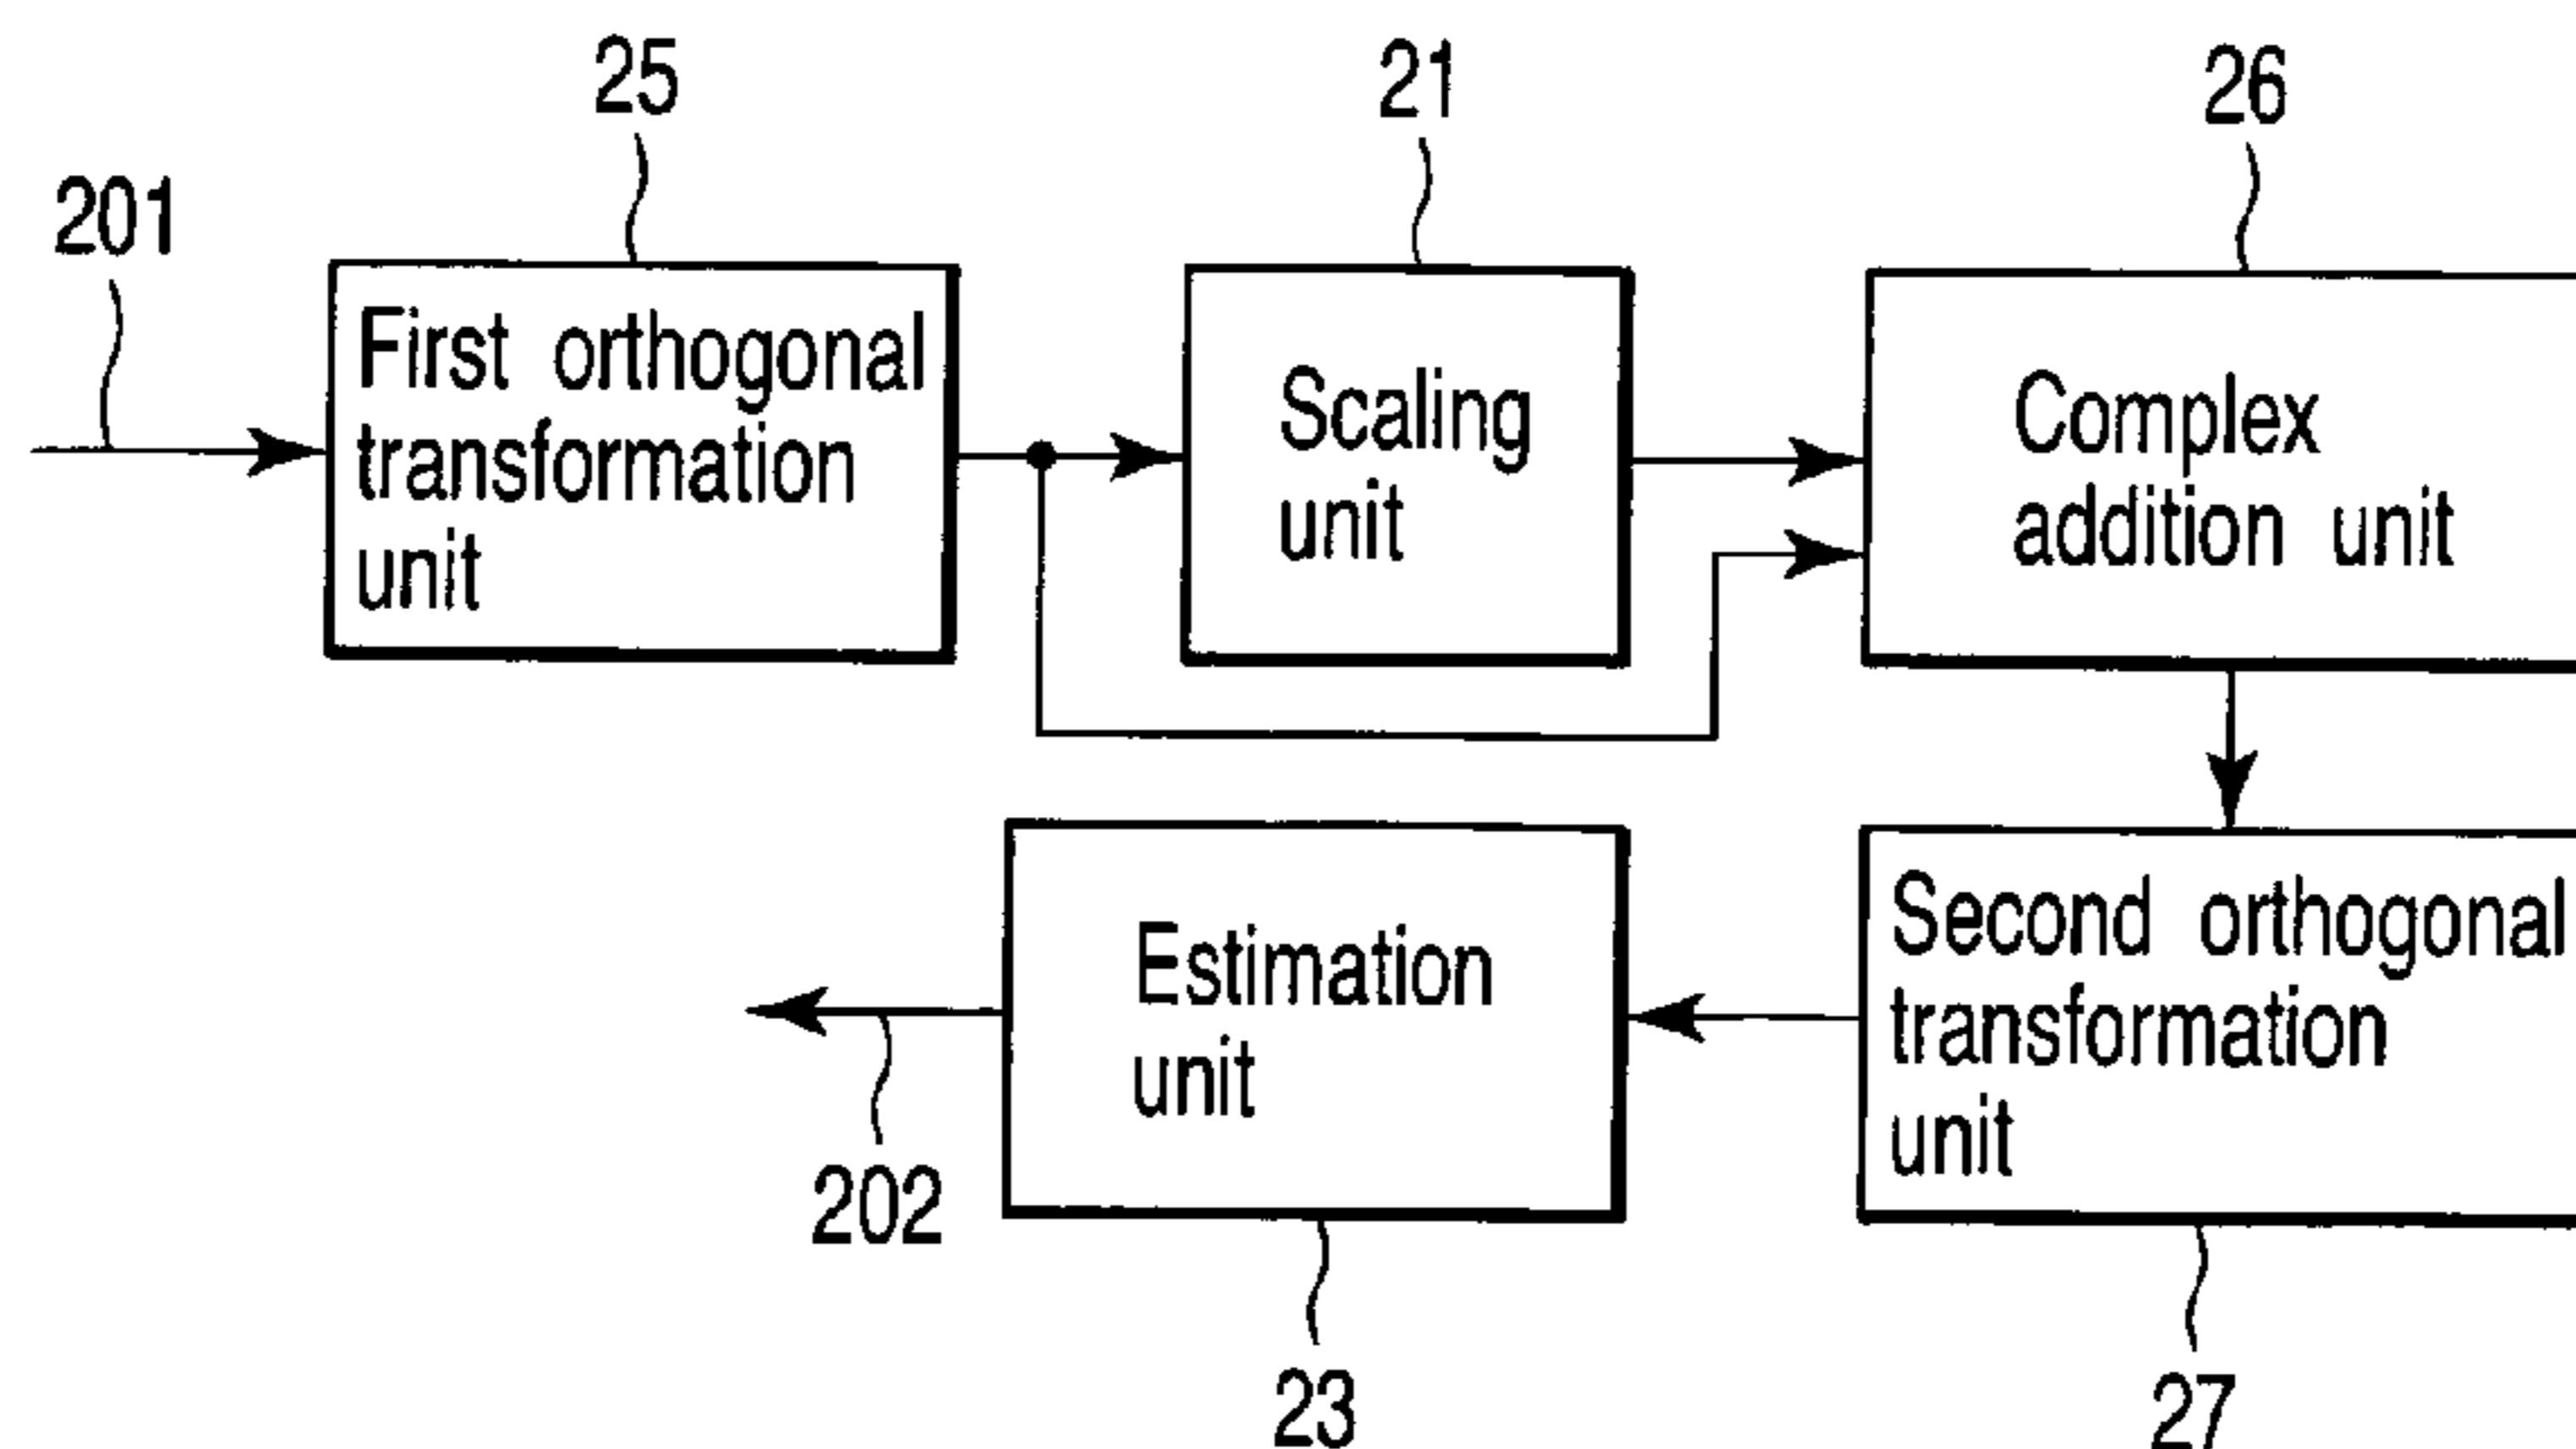 25
21
26
201
First orthogonal
transformation
unit
Scaling
unit
Complex
addition unit
Estimation
unit
Second orthogonal
transformation
unit
202
23
27